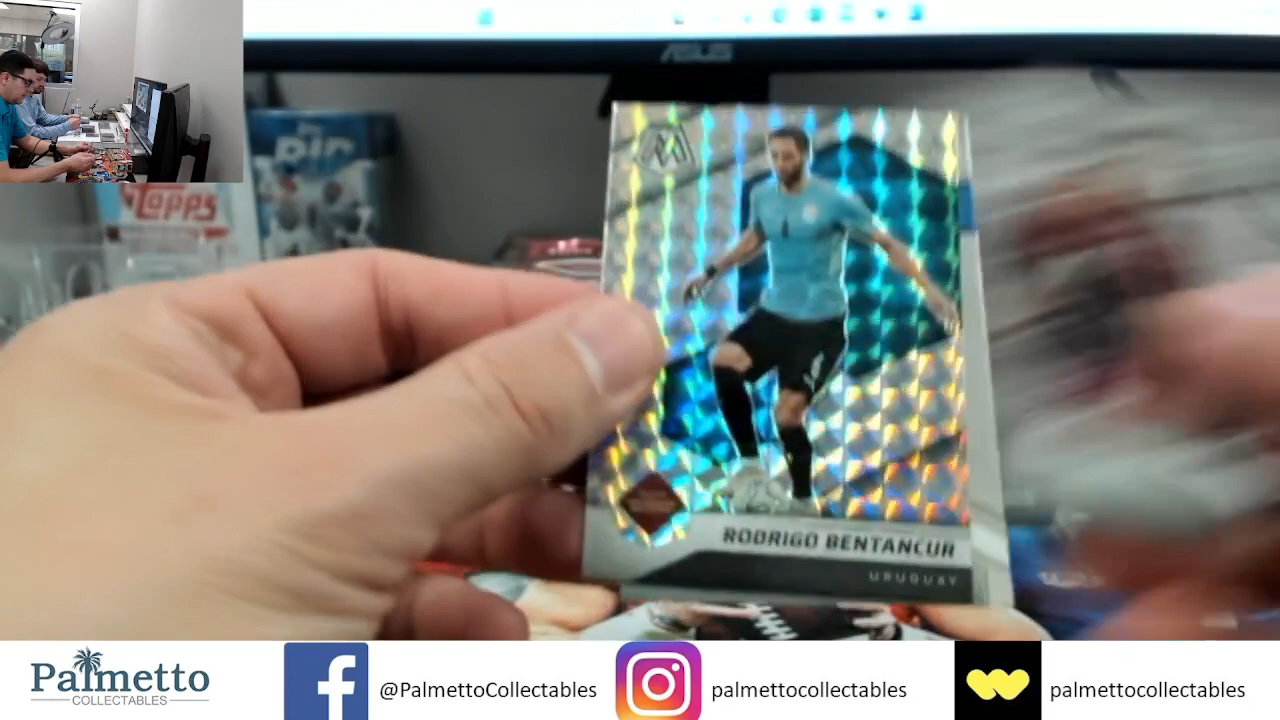 ASUS
Topps
M
RODRIGO BENTANCUR
URUGUAY
Palmetto
COLLECTABLES
f
@PalmettoCollectables
palmettocollectables
palmettocollectables